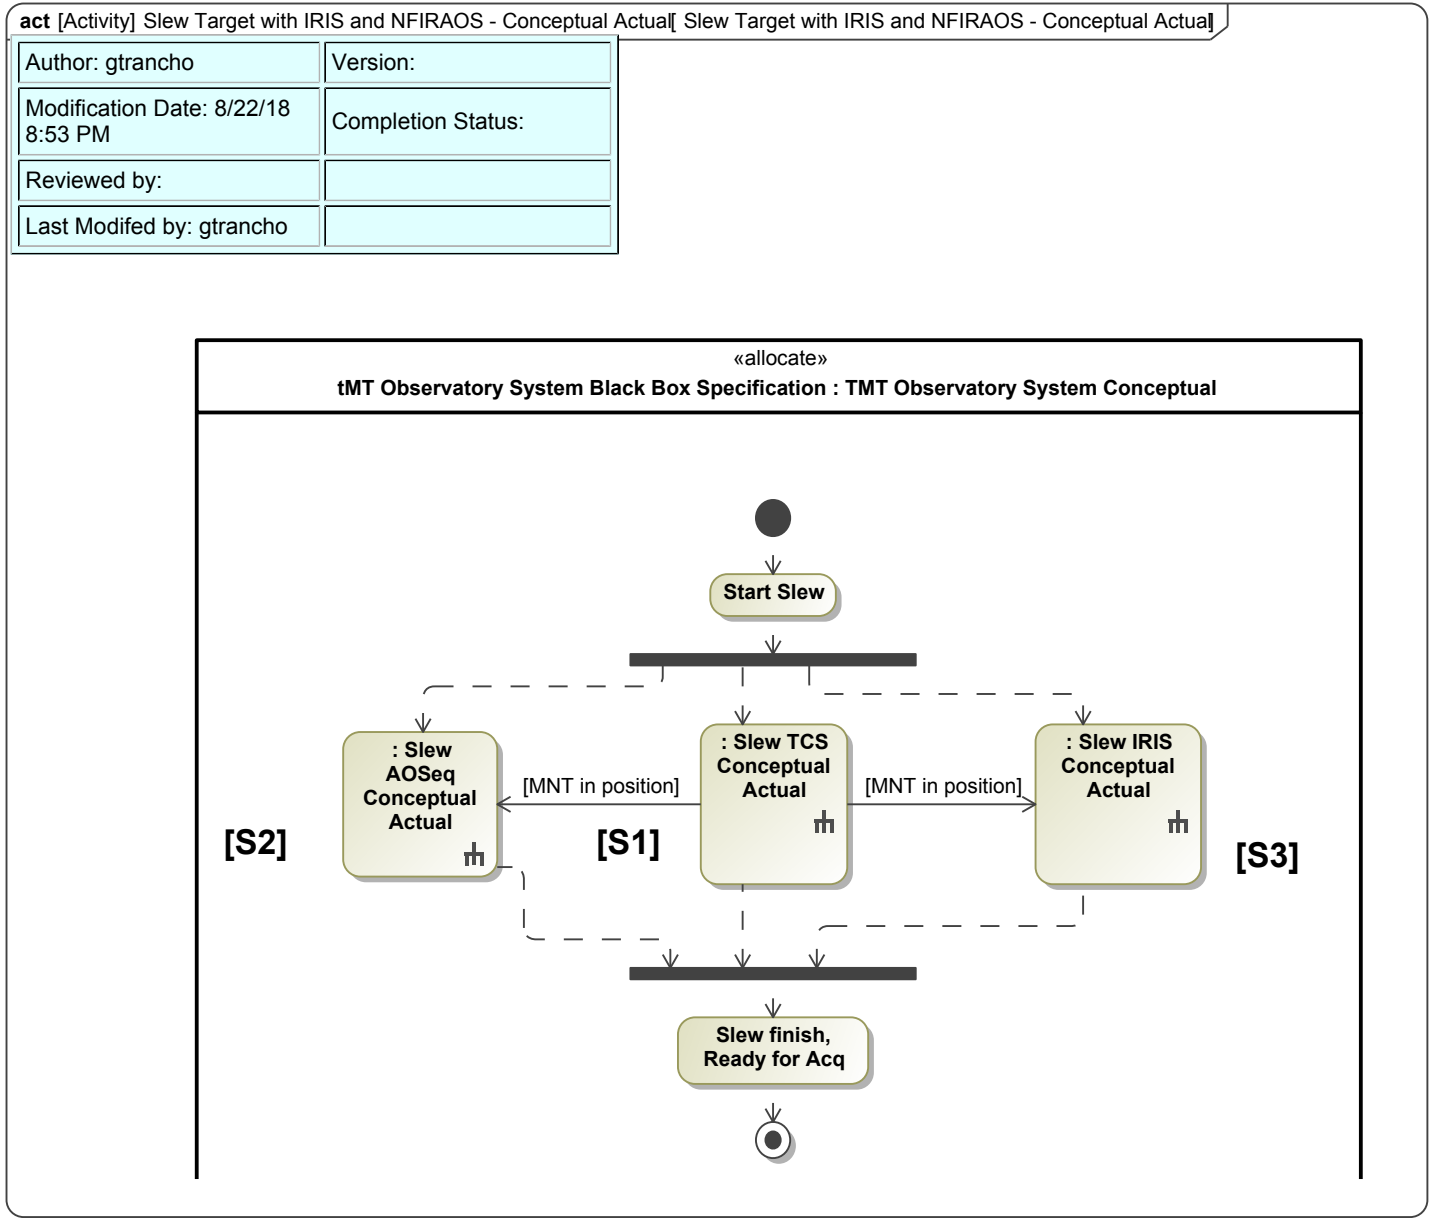 act [Activity] Slew Target with IRIS and NFIRAOS - Conceptual Actual[ Slew Target with IRIS and NFIRAOS - Conceptual Actual]
Author: gtrancho
Version:
Modification Date: 8/22/18
8:53 PM
Completion Status:
Reviewed by:
Last Modifed by: gtrancho
«allocate»
tMT Observatory System Black Box Specification : TMT Observatory System Conceptual
Start Slew
: Slew
AOSeq
Conceptual
Actual
[MNT in position]
: Slew TCS
Conceptual
Actual
[MNT in position]
: Slew IRIS
Conceptual
Actual
[S2]
[S1]
[S3]
Slew finish,
Ready for Acq